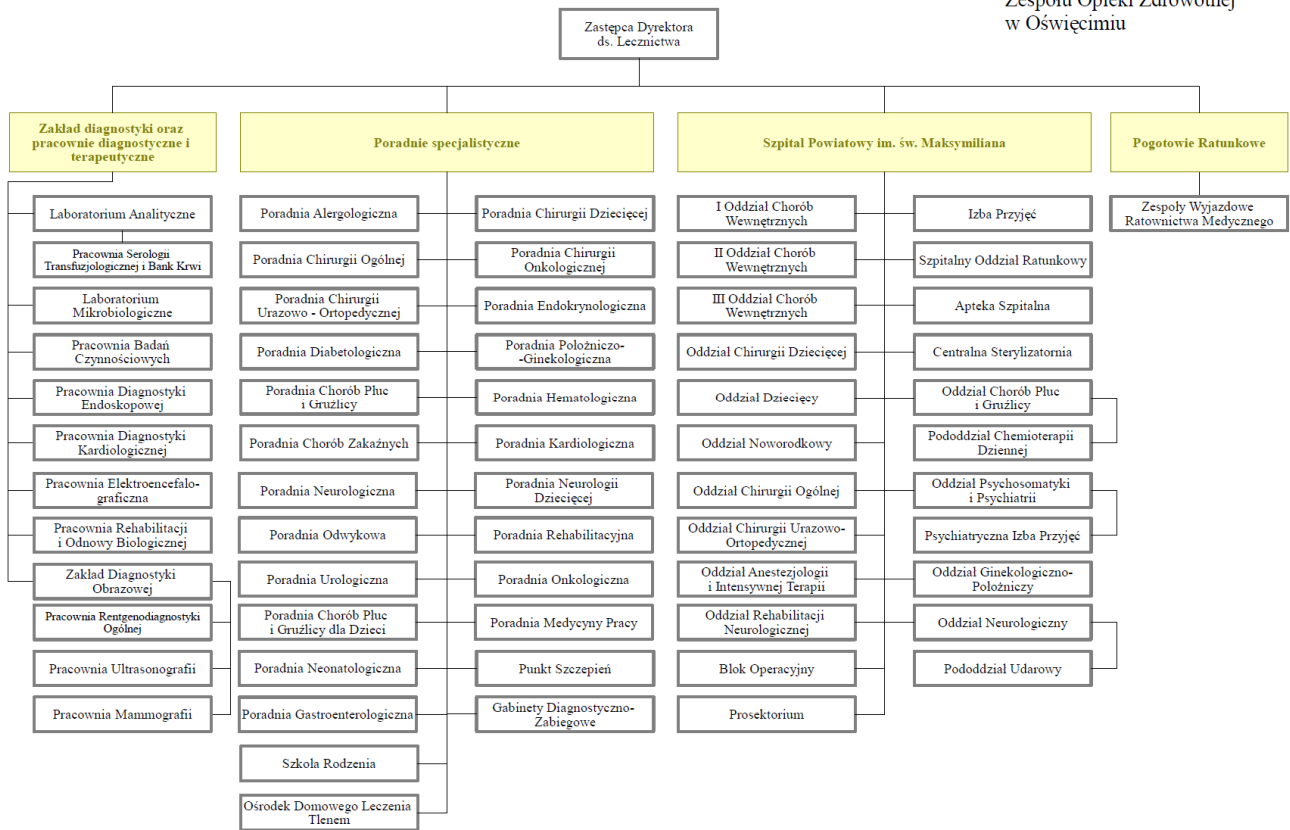 Zespołu Opieki Zdrowotnej
w Oświęcimiu
Zastępca Dyrektora
ds. Lecznictwa
Zakład diagnostyki oraz
pracownie diagnostyczne i
terapeutyczne
Laboratorium Analityczne
Pracownia Serologii
Transfuzjologicznej i Bank Krwi
Laboratorium
Mikrobiologiczne
Pracownia Badań
Czynnościowych
Pracownia Diagnostyki
Endoskopowej
Pracownia Diagnostyki
Kardiologicznej
Pracownia Elektroencefalo-
graficzna
Pracownia Rehabilitacji
i Odnowy Biologicznej
Zakład Diagnostyki
Obrazowej
Pracownia Rentgenodiagnostyki
Ogólnej
Pracownia Ultrasonografii
Pracownia Mammografii
Poradnie specjalistyczne
Poradnia Alergologiczna
Poradnia Chirurgii Ogólnej
Poradnia Chirurgii
Urazowo - Ortopedycznej
Poradnia Diabetologiczna
Poradnia Chorób Płuc
i Gruźlicy
Poradnia Chorób Zakaźnych
Poradnia Neurologiczna
Poradnia Odwykowa
Poradnia Urologiczna
Poradnia Chorób Płuc
i Gruźlicy dla Dzieci
Poradnia Neonatologiczna
Poradnia Gastroenterologiczna
Szkoła Rodzenia
Ośrodek Domowego Leczenia
Tlenem
Poradnia Chirurgii Dziecięcej
Poradnia Chirurgii
Onkologicznej
Poradnia Endokrynologiczna
Poradnia Położniczo-
-Ginekologiczna
Poradnia Hematologiczna
Poradnia Kardiologiczna
Poradnia Neurologii
Dziecięcej
Poradnia Rehabilitacyjna
Poradnia Onkologiczna
Poradnia Medycyny Pracy
Punkt Szczepień
Gabinety Diagnostyczno-
Zabiegowe
Szpital Powiatowy im. św. Maksymiliana
I Oddział Chorób
Wewnętrznych
II Oddział Chorób
Wewnętrznych
III Oddział Chorób
Wewnętrznych
Oddział Chirurgii Dziecięcej
Oddział Dziecięcy
Oddział Noworodkowy
Oddział Chirurgii Ogólnej
Oddział Chirurgii Urazowo-
Ortopedycznej
Oddział Anestezjologii
i Intensywnej Terapii
Oddział Rehabilitacji
Neurologicznej
Blok Operacyjny
Prosektorium
Izba Przyjęć
Szpitalny Oddział Ratunkowy
Apteka Szpitalna
Centralna Sterylizatornia
Oddział Chorób Płuc
i Gruźlicy
Pododdział Chemioterapii
Dziennej
Oddział Psychosomatyki
i Psychiatrii
Psychiatryczna Izba Przyjęć
Oddział Ginekologiczno-
Położniczy
Oddział Neurologiczny
Pododdział Udarowy
Pogotowie Ratunkowe
Zespoły Wyjazdowe
Ratownictwa Medycznego